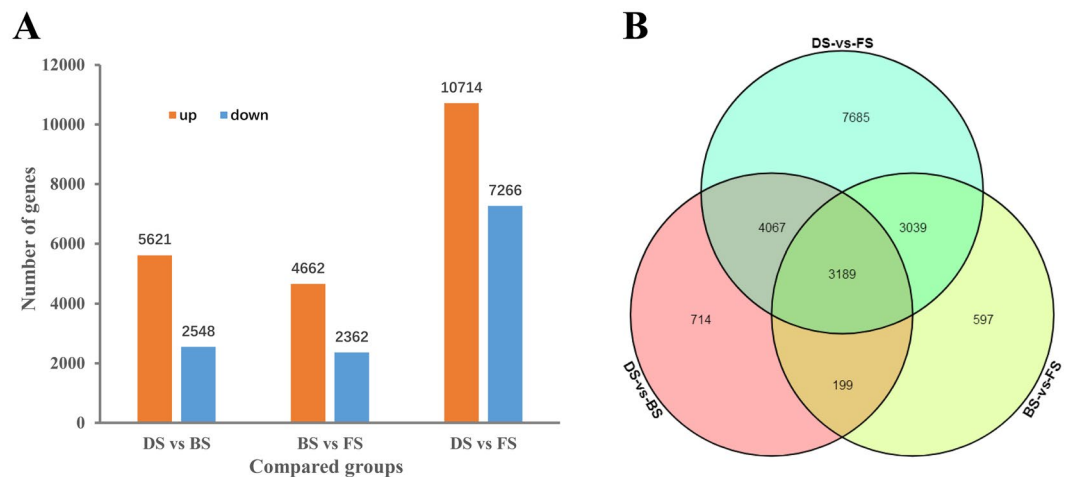 A
12000
10000
8000
6000
4000
2000
0
Number of genes
up down
5621
2548
4662
2362
10714
7266
DS vs BS BS vs FS DS vs FS
Compared groups
B
DS-vs-FS
7685
4067
3039
3189
714
597
199
DS-vs-BS
BS-vs-FS